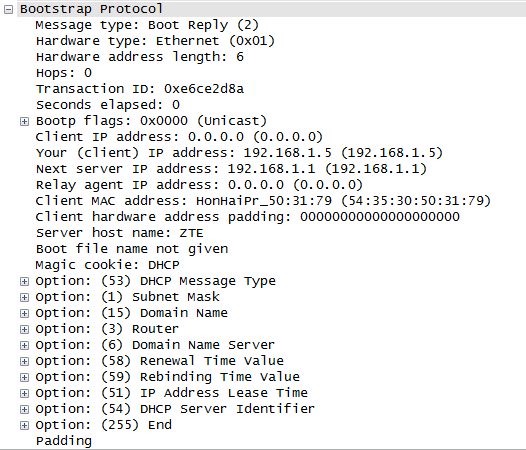 Bootstrap Protocol
Message type: Boot Reply (2)
Hardware type: Ethernet (0x01)
Hardware address length: 6
Hops: 0
Transaction ID: 0xe6ce2d8a
Seconds elapsed: 0
Bootp flags: 0x0000 (Unicast)
Client IP address: 0.0.0.0 (0.0.0.0)
Your (client) IP address: 192.168.1.5 (192.168.1.5)
Next server IP address: 192.168.1.1 (192.168.1.1)
Relay agent IP address: 0.0.0.0 (0.0.0.0)
Client MAC address: HonHaiPr_50:31:79 (54:35:30:50:31:79)
Client hardware address padding: 00000000000000000000
Server host name: ZTE
Boot file name not given
Magic cookie: DHCP
Option: (53) DHCP Message Type
Option: (1) Subnet Mask
Option: (15) Domain Name
Option: (3) Router
Option: (6) Domain Name Server
Option: (58) Renewal Time Value
Option: (59) Rebinding Time Value
Option: (51) IP Address Lease Time
Option: (54) DHCP Server Identifier
Option: (255) End
Padding